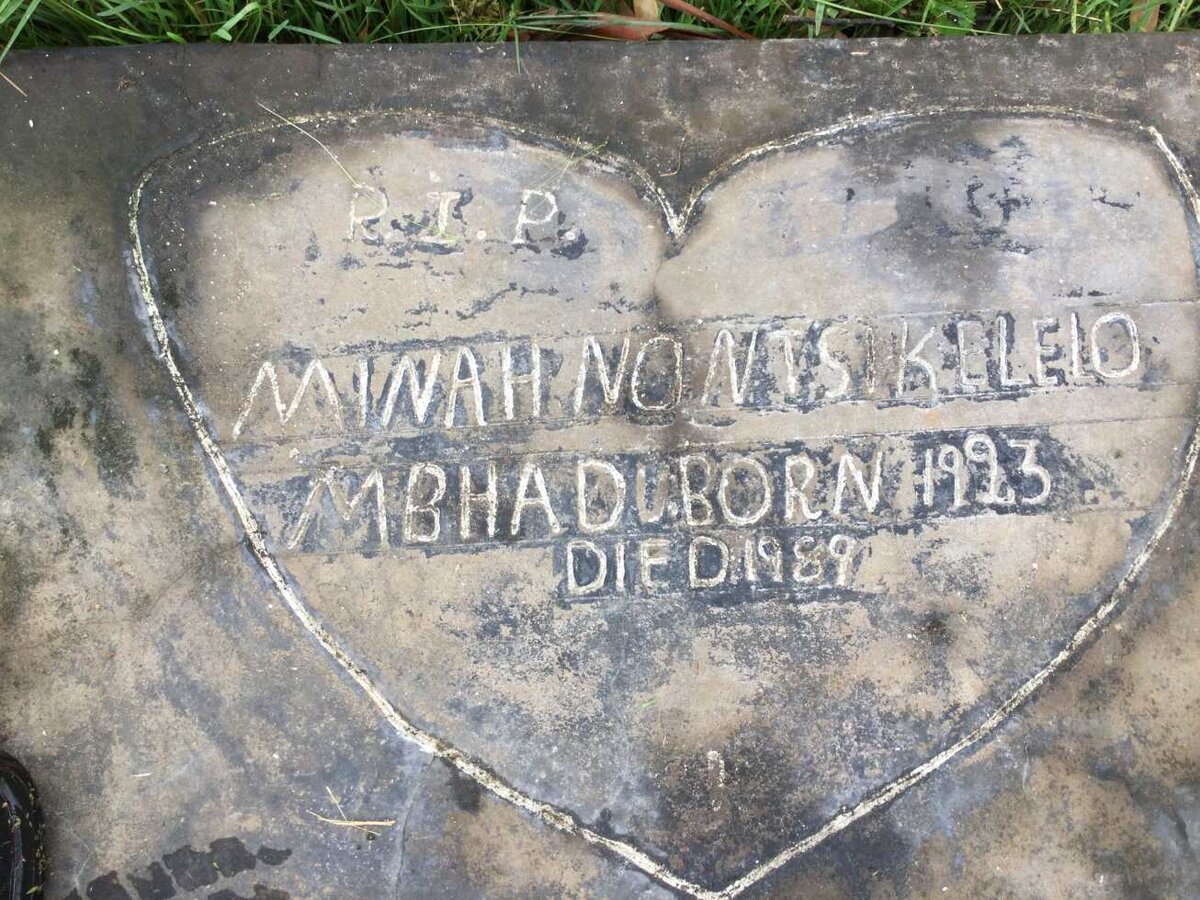 R.I.P.
MINAH NONTSIKELELO
MBHADU BORN 1923
DIED 1989